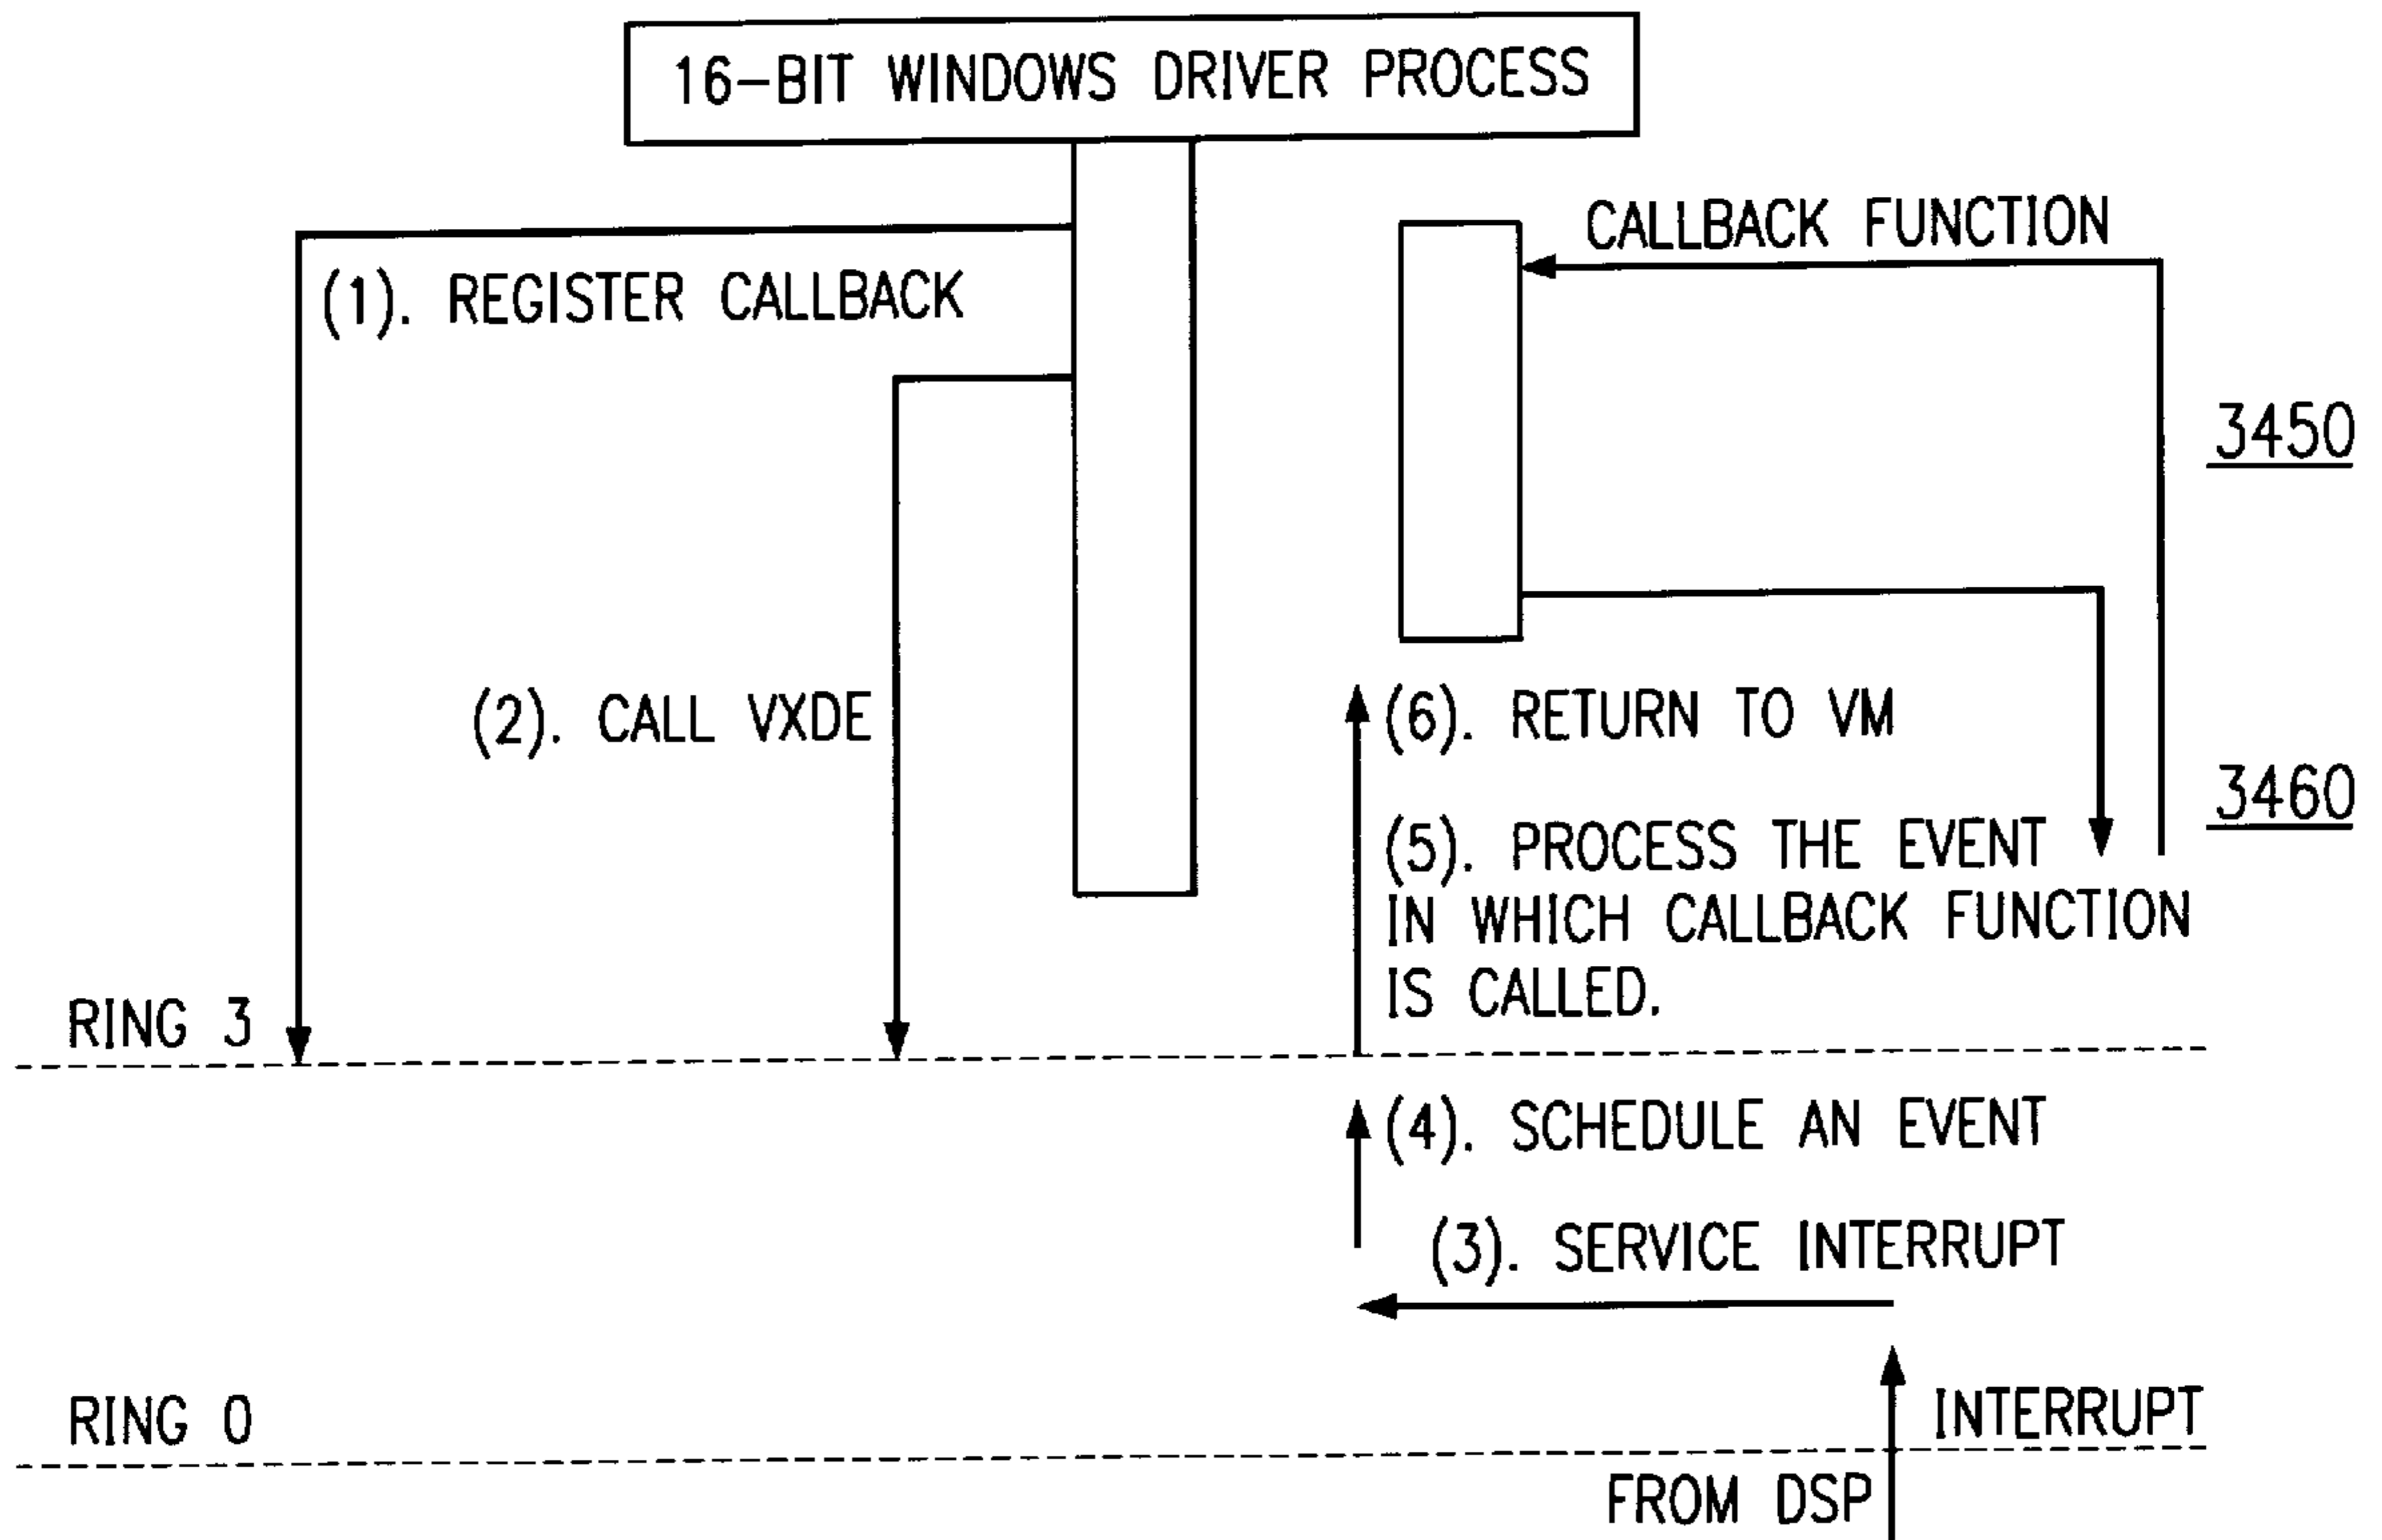 16-BIT WINDOWS DRIVER PROCESS
CALLBACK FUNCTION
(1). REGISTER CALLBACK
3450
(2). CALL VXDE
(6). RETURN TO VM
3460
(5). PROCESS THE EVENT
IN WHICH CALLBACK FUNCTION
IS CALLED.
RING 3
(4). SCHEDULE AN EVENT
(3). SERVICE INTERRUPT
RING 0
INTERRUPT
FROM DSP